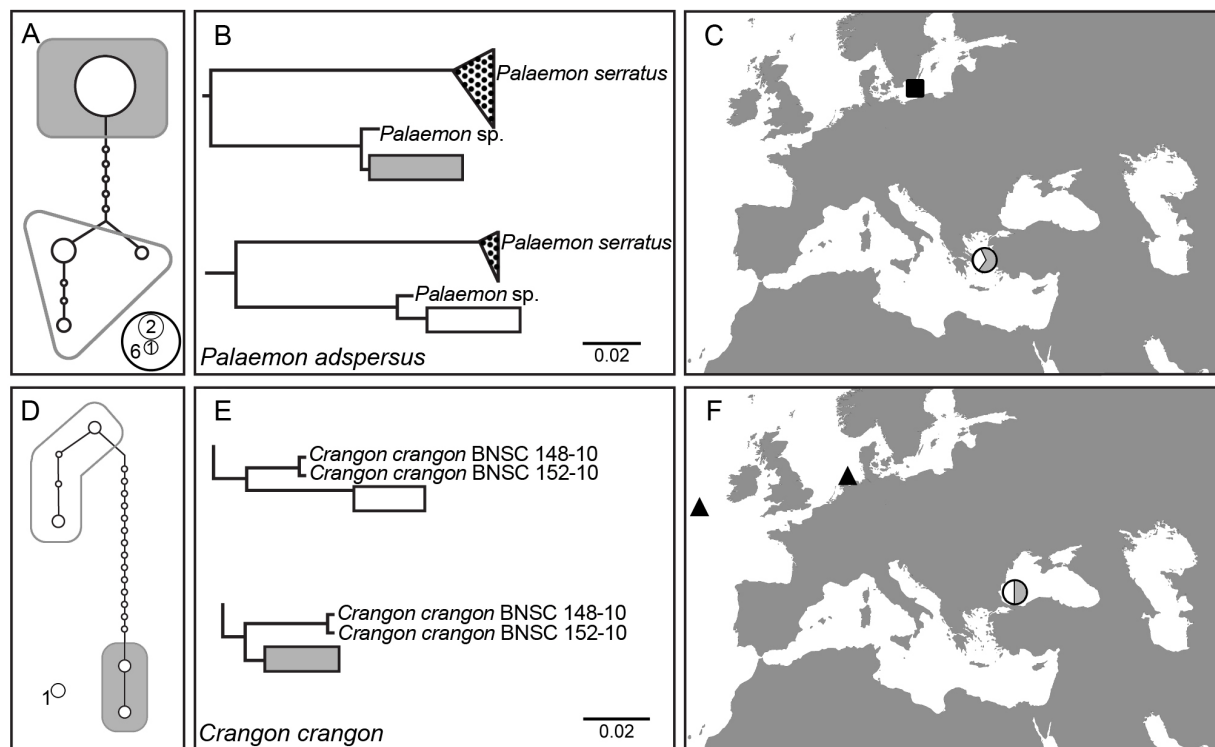 A
2
6
1
B
Palaemon serratus
Palaemon sp.
Palaemon serratus
Palaemon sp.
0.02
Palaemon adspersus
C
D
1
E
Crangon crangon BNSC 148-10
Crangon crangon BNSC 152-10
Crangon crangon BNSC 148-10
Crangon crangon BNSC 152-10
0.02
Crangon crangon
F